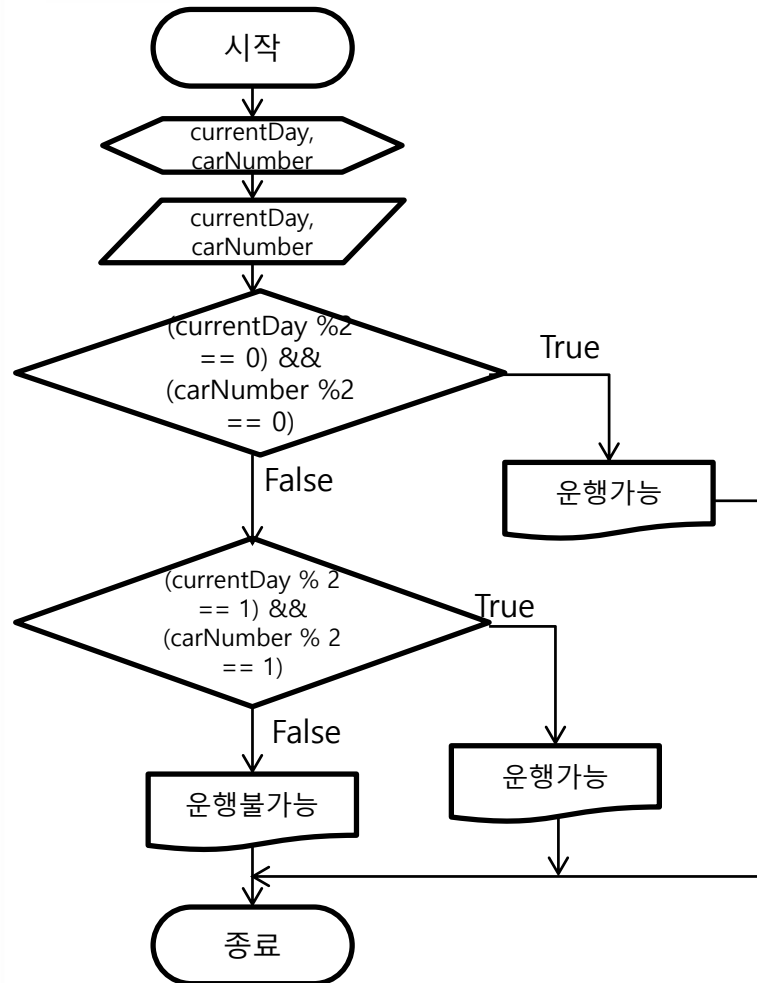 시작
currentDay,
carNumber
currentDay,
carNumber
(currentDay %2
== 0) &&
(carNumber %2
== 0)
True
False
운행가능
(currentDay % 2
== 1) &&
(carNumber % 2
== 1)
True
False
운행불가능
운행가능
종료